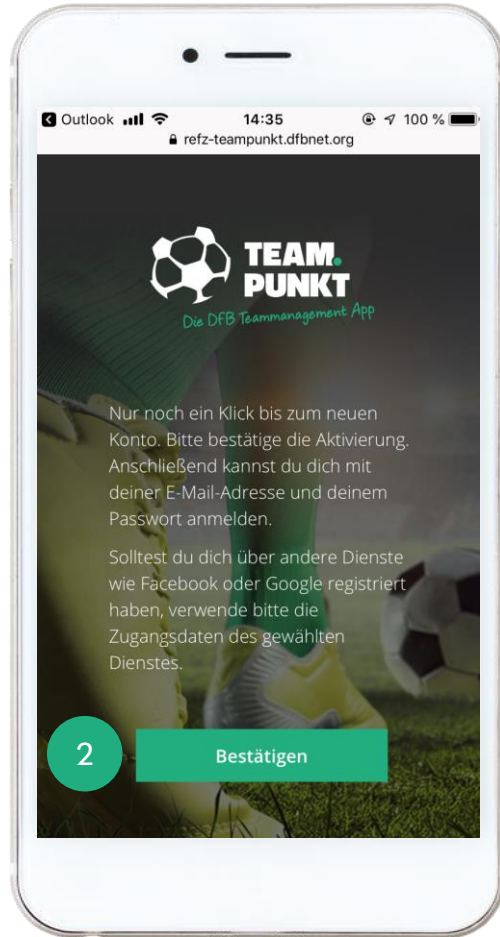 Outlook 14:35 100 %
refz-teampunkt.dfbnet.org
TEAM.
PUNKT
Die DFB Teammanagement App
Nur noch ein Klick bis zum neuen
Konto. Bitte bestätige die Aktivierung.
Anschließend kannst du dich mit
deiner E-Mail-Adresse und deinem
Passwort anmelden.
Solltest du dich über andere Dienste
wie Facebook oder Google registriert
haben, verwende bitte die
Zugangsdaten des gewählten
Dienstes.
2 Bestätigen